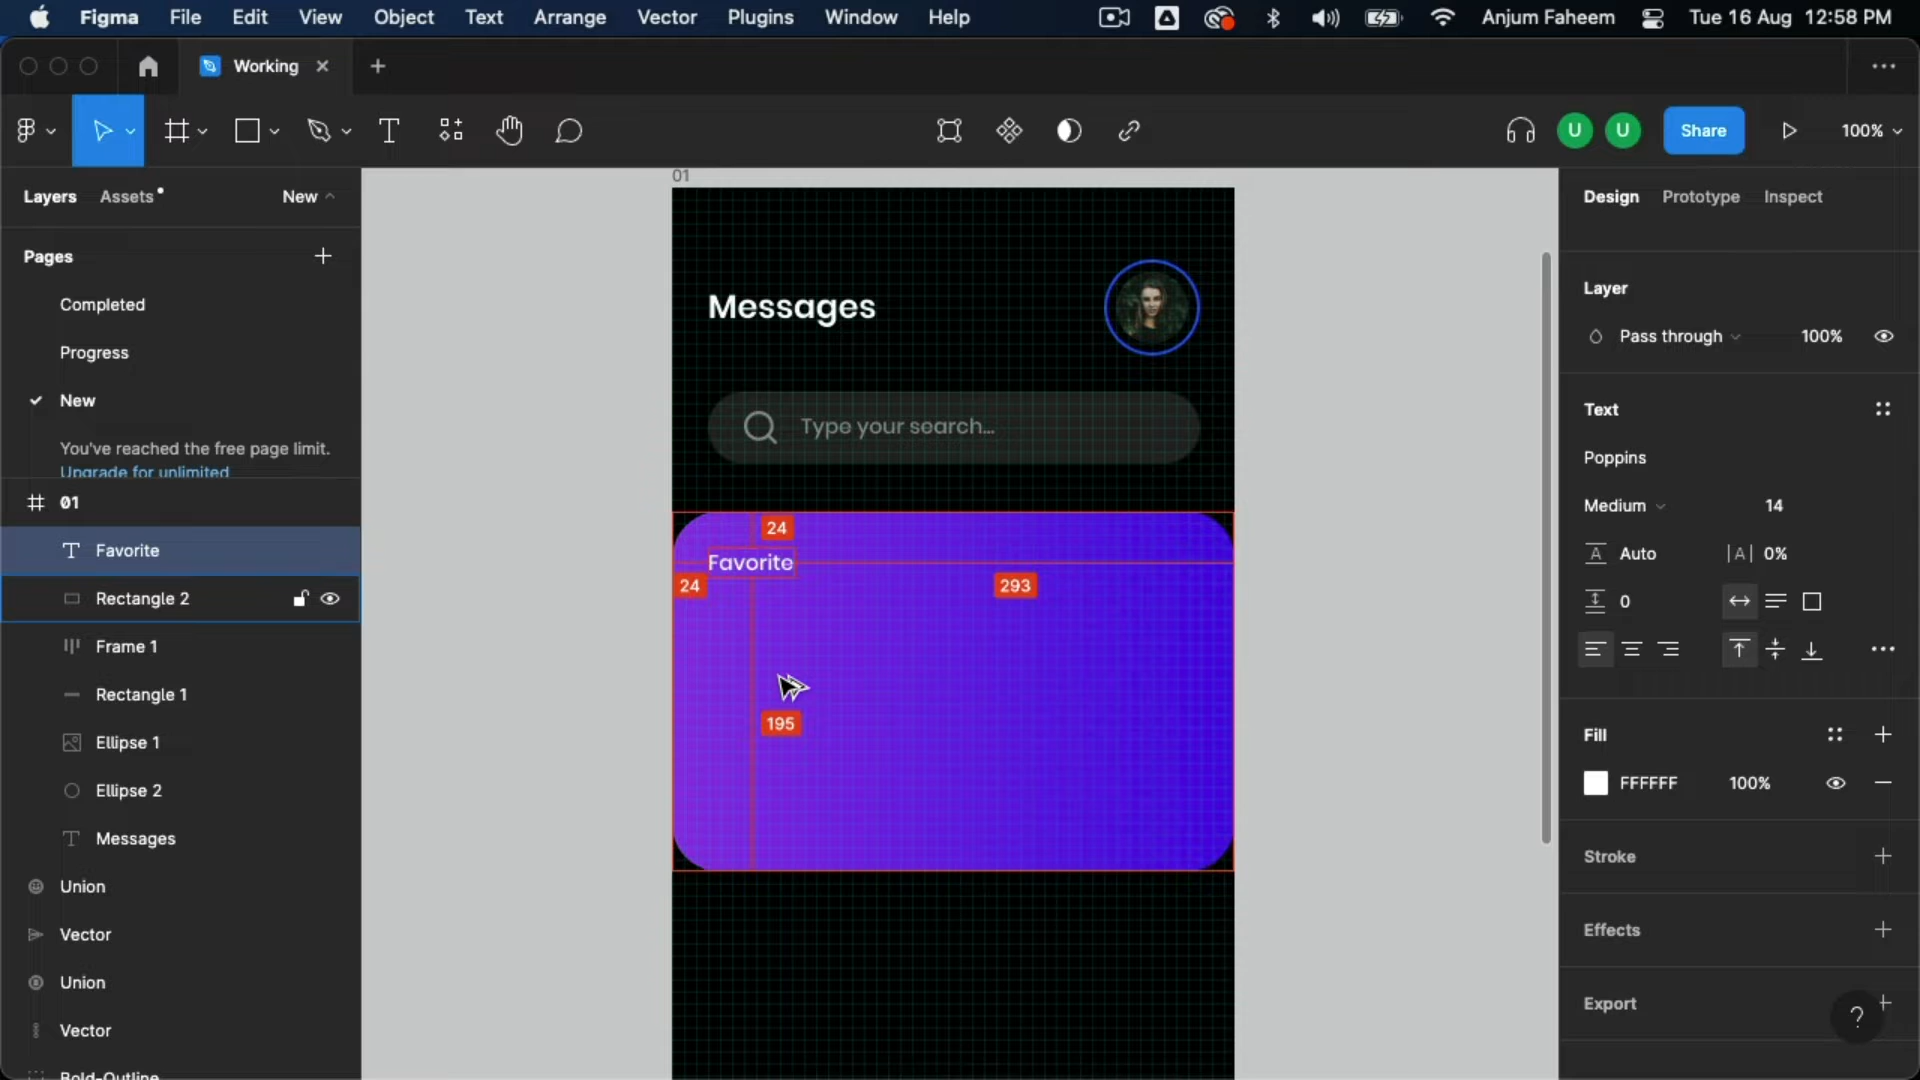 Figma File Edit View Object Text Arrange Vector Plugins Window Help Anjum Faheem Tue 16 Aug 12:58 PM
Working
U U Share 100%
Layers Assets New
Pages
Completed
Progress
New
You've reached the free page limit.
Upgrade for unlimited
01
Favorite
Rectangle 2
Frame 1
Rectangle 1
Ellipse 1
Ellipse 2
Messages
Union
Vector
Union
Vector
Bold-Outline
01
Messages
Type your search...
24
Favorite
24
293
195
Design Prototype Inspect
Layer
Pass through 100%
Text
Poppins
Medium 14
A Auto |A| 0%
0
Fill
FFFFFF 100%
Stroke
Effects
Export
?